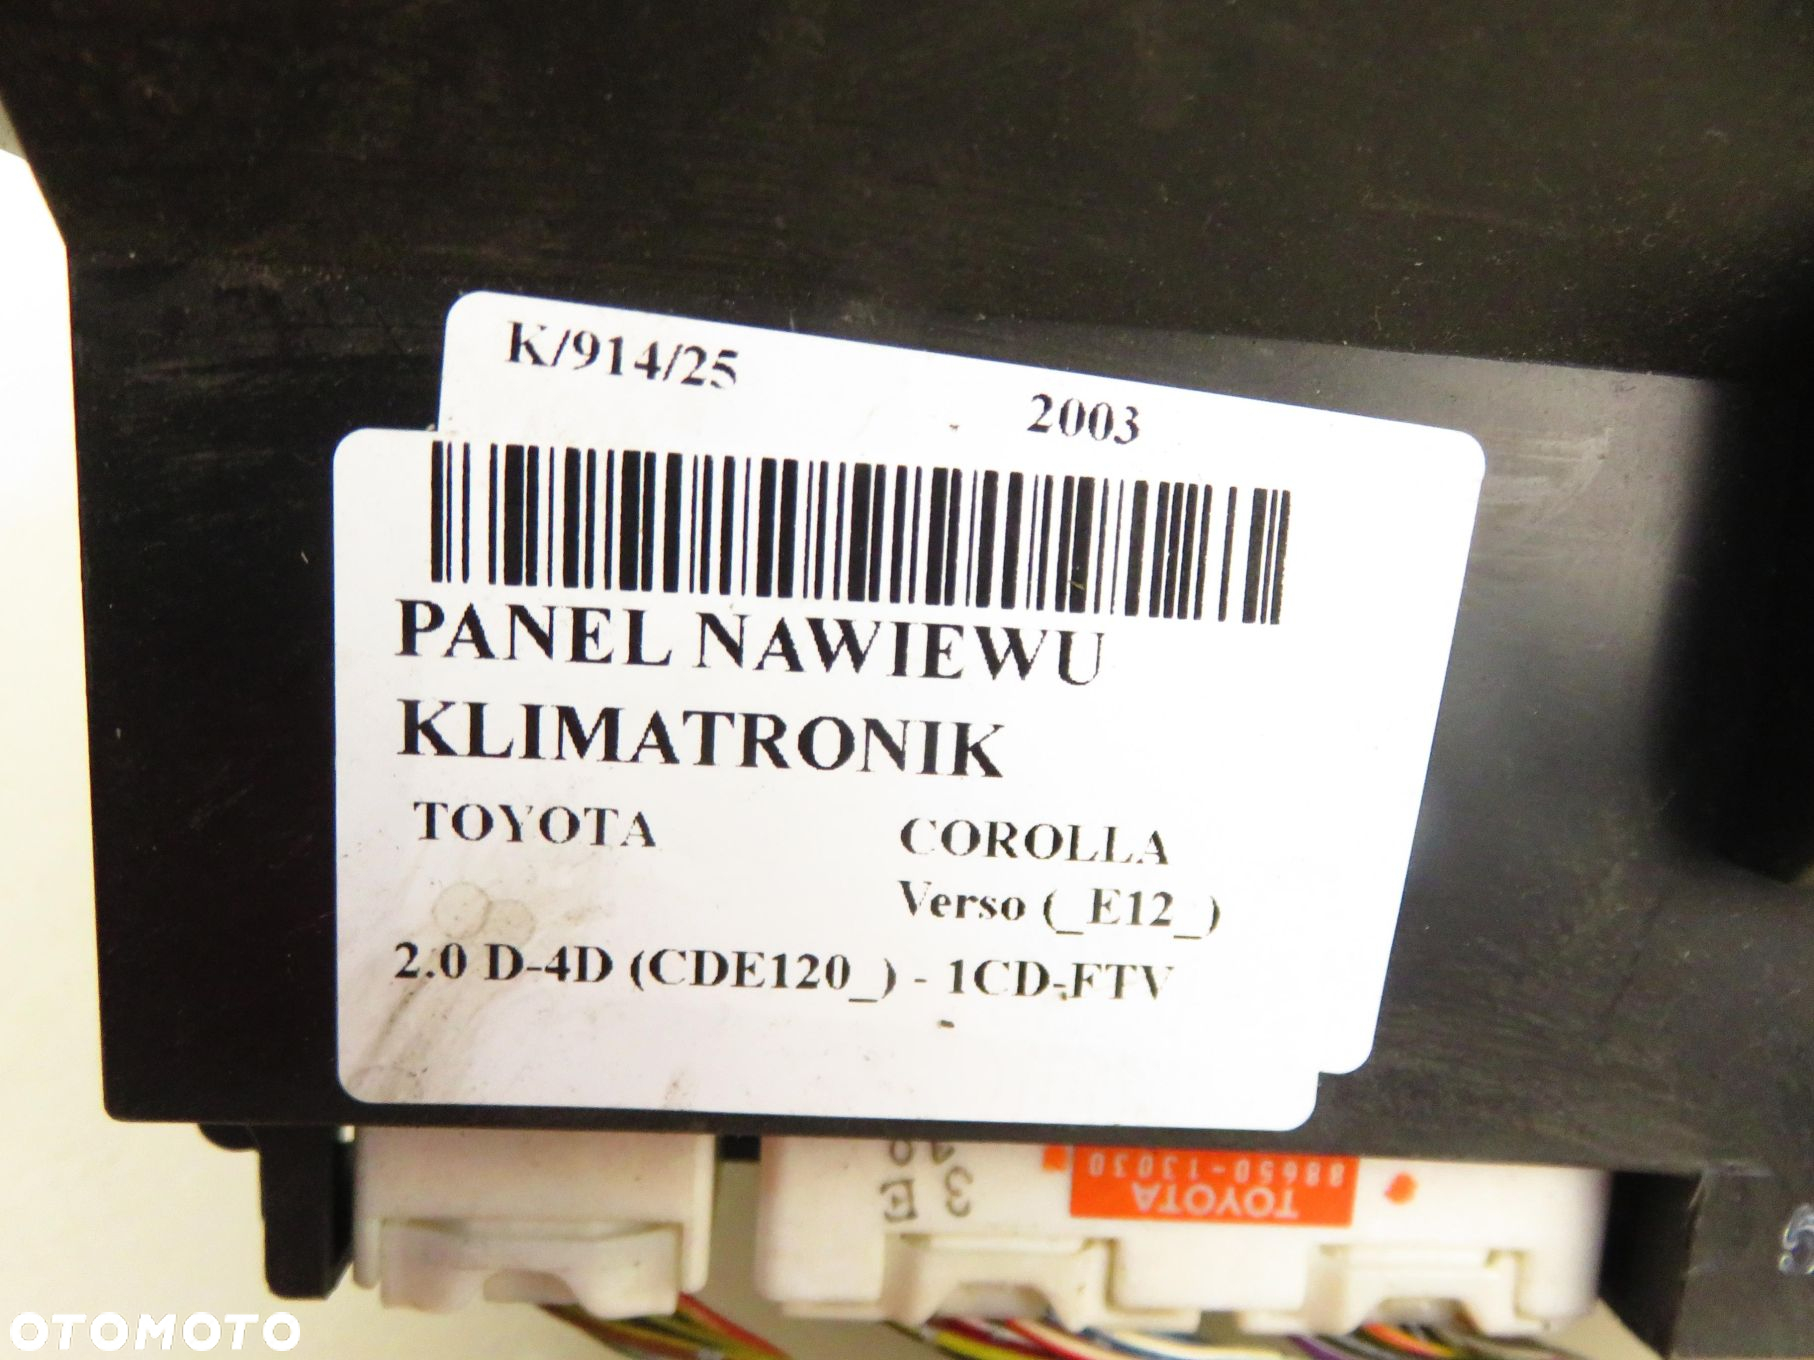 K/914/25
2003
PANEL NAWIEWU
KLIMATRONIK
TOYOTA COROLLA
Verso (_E12_)
2.0 D-4D (CDE120_) - 1CD-FTV
88650-13030
TOYOTA
3
E
OTOMOTO